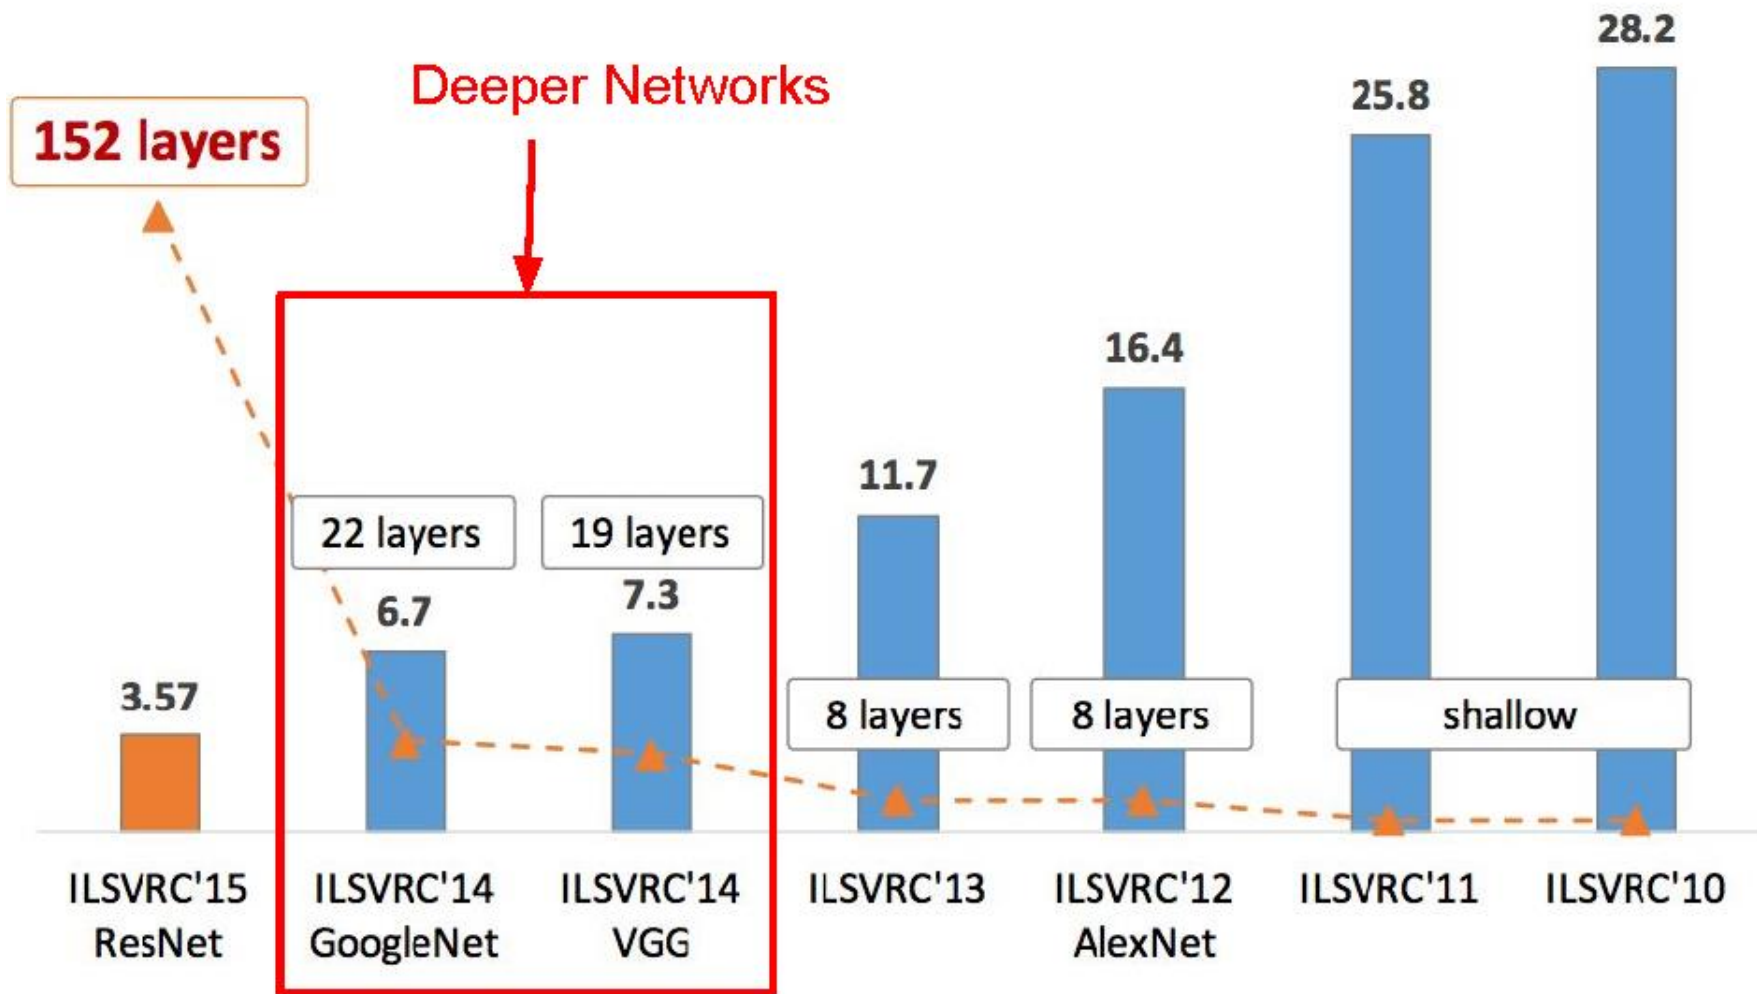 Deeper Networks
152 layers
28.2
25.8
16.4
11.7
22 layers
19 layers
6.7
7.3
3.57
8 layers
8 layers
shallow
ILSVRC'15
ResNet
ILSVRC'14
GoogleNet
ILSVRC'14
VGG
ILSVRC'13
ILSVRC'12
AlexNet
ILSVRC'11
ILSVRC'10